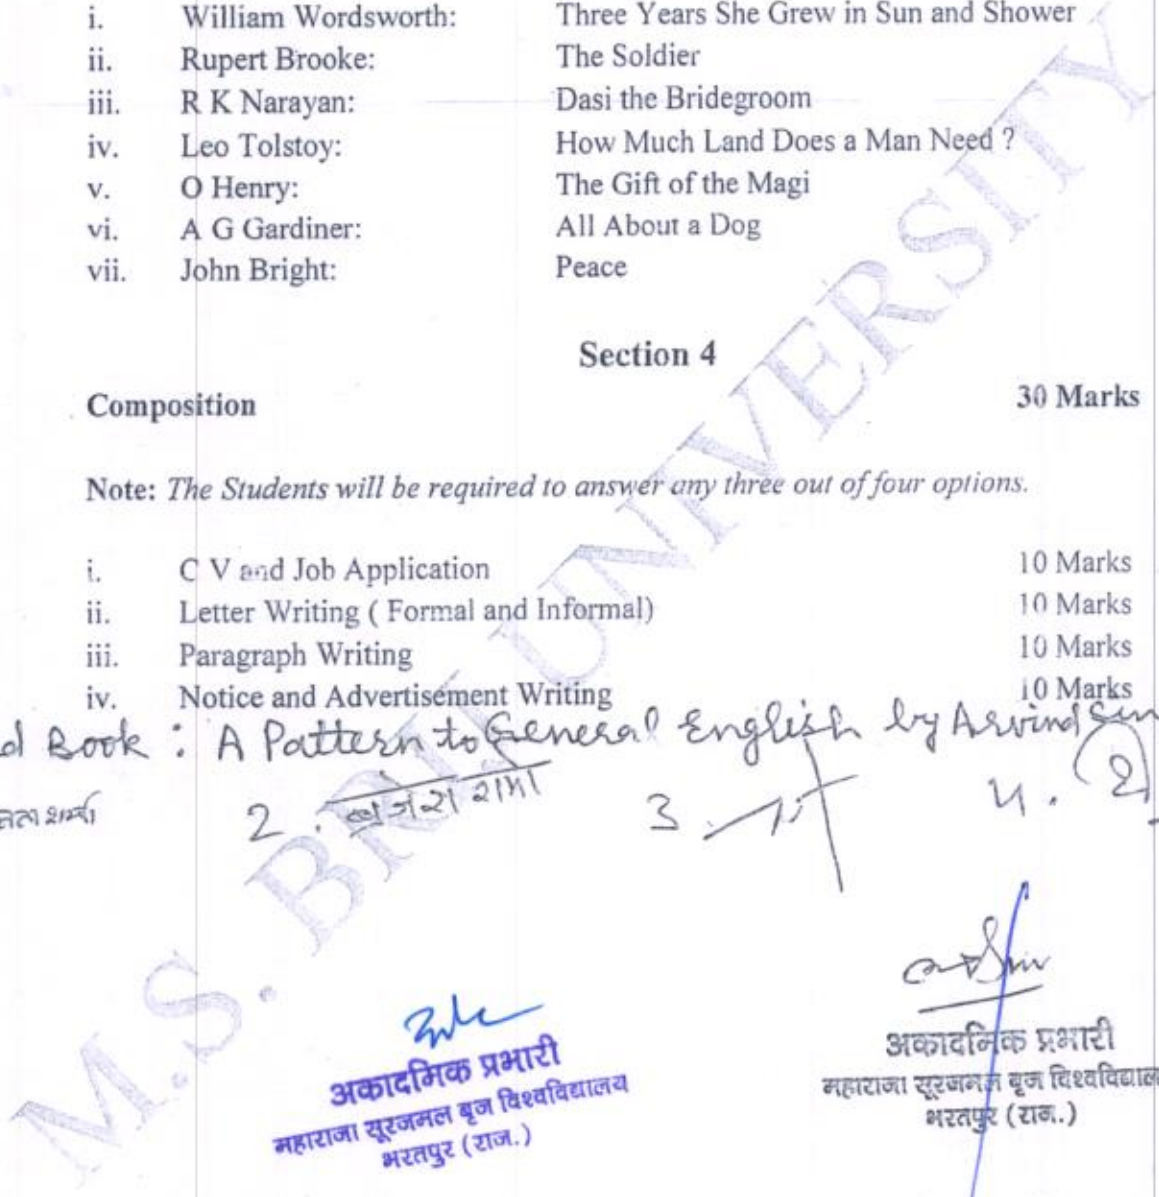 i. William Wordsworth: Three Years She Grew in Sun and Shower
ii. Rupert Brooke: The Soldier
iii. R K Narayan: Dasi the Bridegroom
iv. Leo Tolstoy: How Much Land Does a Man Need ?
v. O Henry: The Gift of the Magi
vi. A G Gardiner: All About a Dog
vii. John Bright: Peace
Section 4
Composition 30 Marks
Note: The Students will be required to answer any three out of four options.
i. C V and Job Application 10 Marks
ii. Letter Writing ( Formal and Informal) 10 Marks
iii. Paragraph Writing 10 Marks
iv. Notice and Advertisement Writing 10 Marks
Book : A Pattern to General English by Arvind
शर्मा 2. 3. 4.
M.S. BRIJ UNIVERSITY
अकादमिक प्रभारी
महाराजा सूरजमल बृज विश्वविद्यालय
भरतपुर (राज.)
अकादमिक प्रभारी
महाराजा सूरजमल बृज
भरतपुर (राज.)